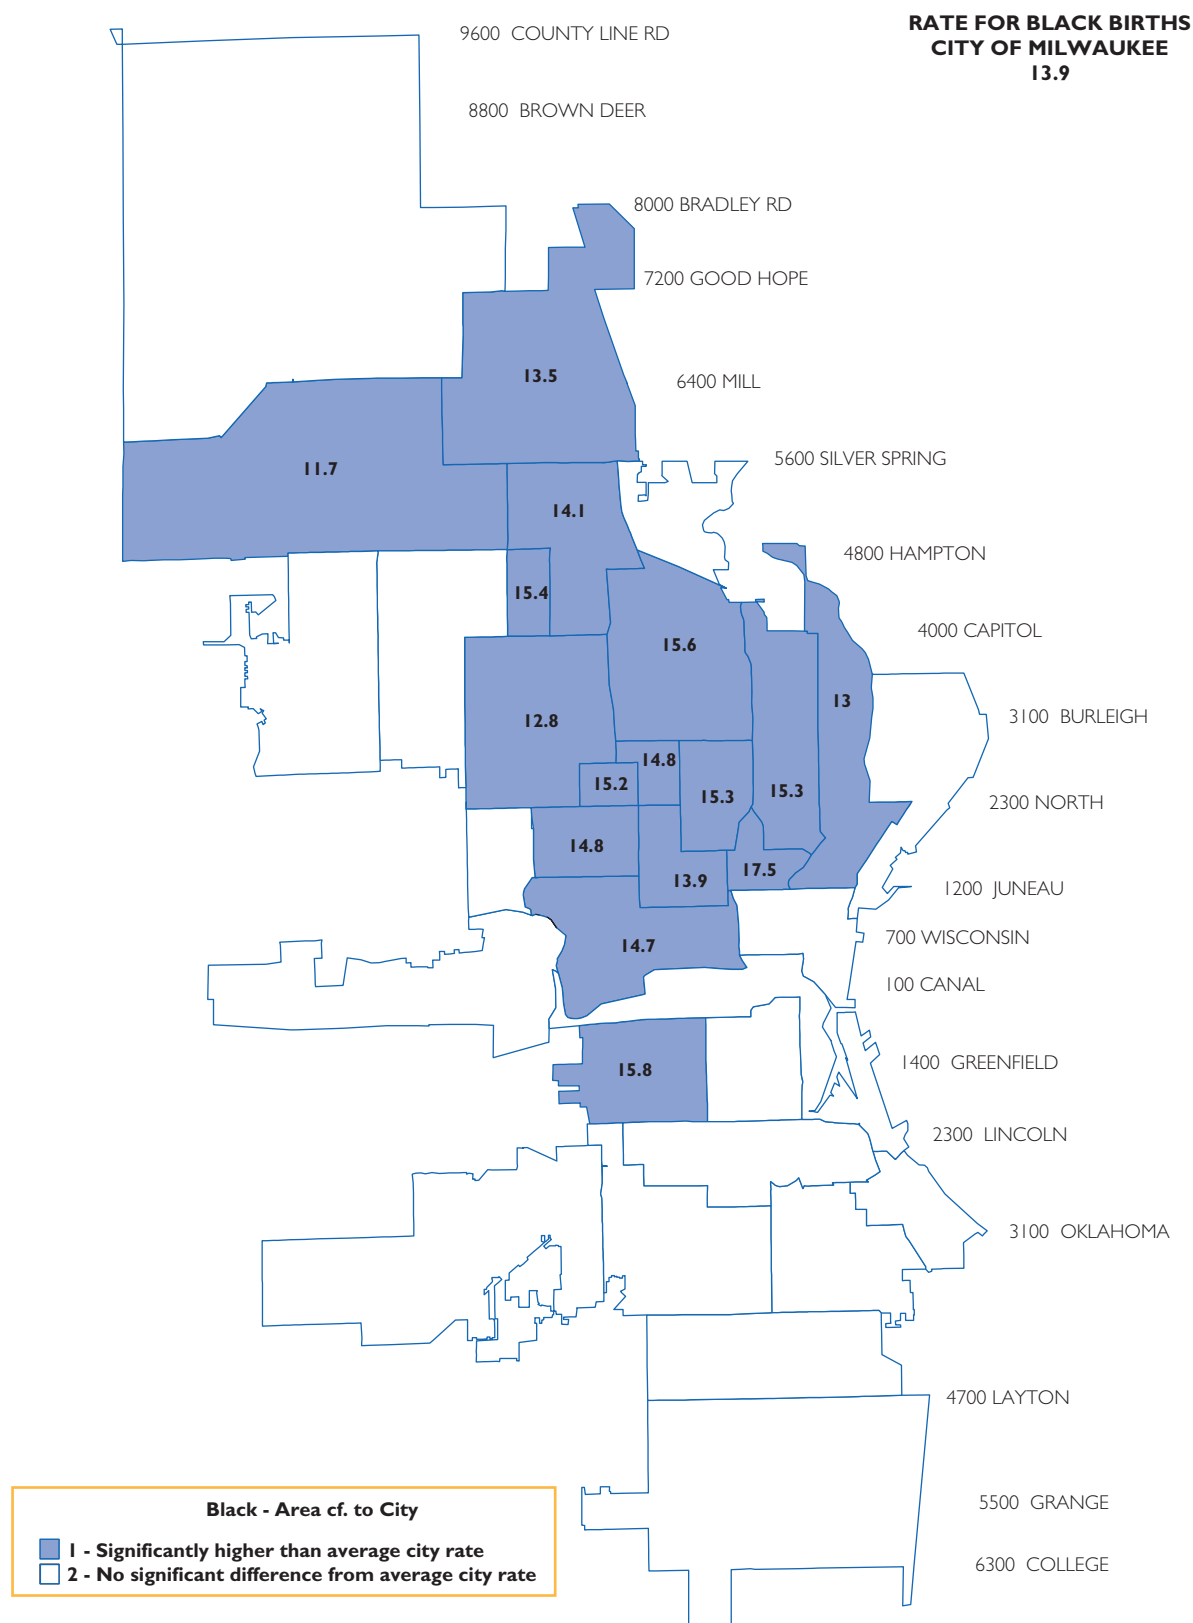 RATE FOR BLACK BIRTHS
CITY OF MILWAUKEE
13.9
9600 COUNTY LINE RD
8800 BROWN DEER
8000 BRADLEY RD
7200 GOOD HOPE
13.5
6400 MILL
11.7
5600 SILVER SPRING
14.1
4800 HAMPTON
15.4
4000 CAPITOL
15.6
13
3100 BURLEIGH
12.8
14.8
15.2
15.3
15.3
2300 NORTH
14.8
17.5
13.9
1200 JUNEAU
700 WISCONSIN
14.7
100 CANAL
1400 GREENFIELD
15.8
2300 LINCOLN
3100 OKLAHOMA
4700 LAYTON
5500 GRANGE
6300 COLLEGE
Black - Area cf. to City
1 - Significantly higher than average city rate
2 - No significant difference from average city rate